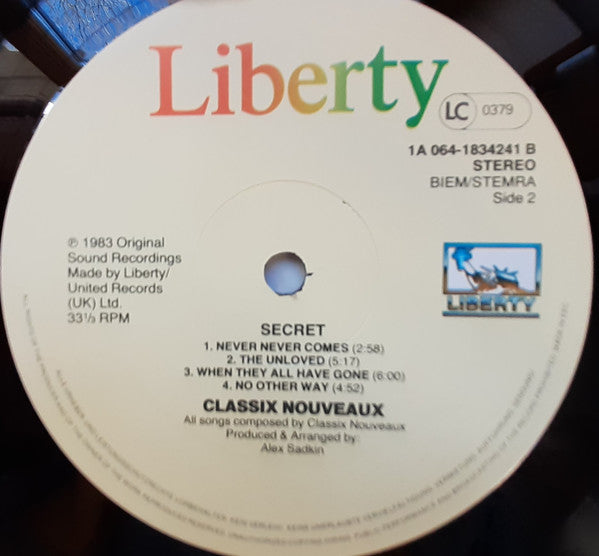 Liberty
LC 0379
1A 064-1834241 B
STEREO
BIEM/STEMRA
Side 2
℗ 1983 Original
Sound Recordings
Made by Liberty/
United Records
(UK) Ltd.
33⅓ RPM
LIBERTY
SECRET
1. NEVER NEVER COMES (2:58)
2. THE UNLOVED (5:17)
3. WHEN THEY ALL HAVE GONE (6:00)
4. NO OTHER WAY (4:52)
CLASSIX NOUVEAUX
All songs composed by Classix Nouveaux
Produced & Arranged by:
Alex Sadkin